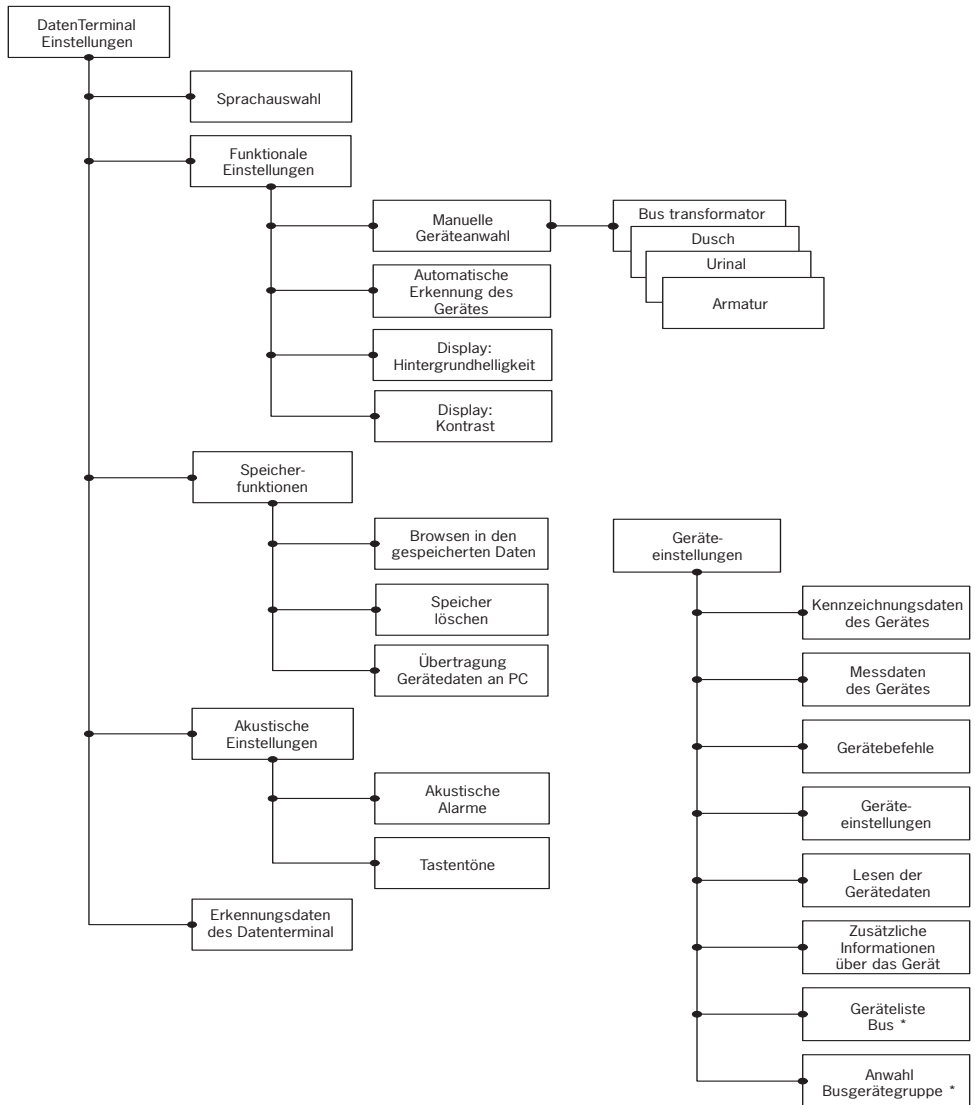 DatenTerminal
Einstellungen
Sprachauswahl
Funktionale
Einstellungen
Manuelle
Geräteanwahl
Bus transformator
Dusch
Urinal
Armatur
Automatische
Erkennung des
Gerätes
Display:
Hintergrundhelligkeit
Display:
Kontrast
Speicher-
funktionen
Browsen in den
gespeicherten Daten
Speicher
löschen
Übertragung
Gerätedaten an PC
Akustische
Einstellungen
Akustische
Alarme
Tastentöne
Erkennungsdaten
des Datenterminal
Geräte-
einstellungen
Kennzeichnungsdaten
des Gerätes
Messdaten
des Gerätes
Gerätebefehle
Geräte-
einstellungen
Lesen der
Gerätedaten
Zusätzliche
Informationen
über das Gerät
Geräteliste
Bus *
Anwahl
Busgerätegruppe *